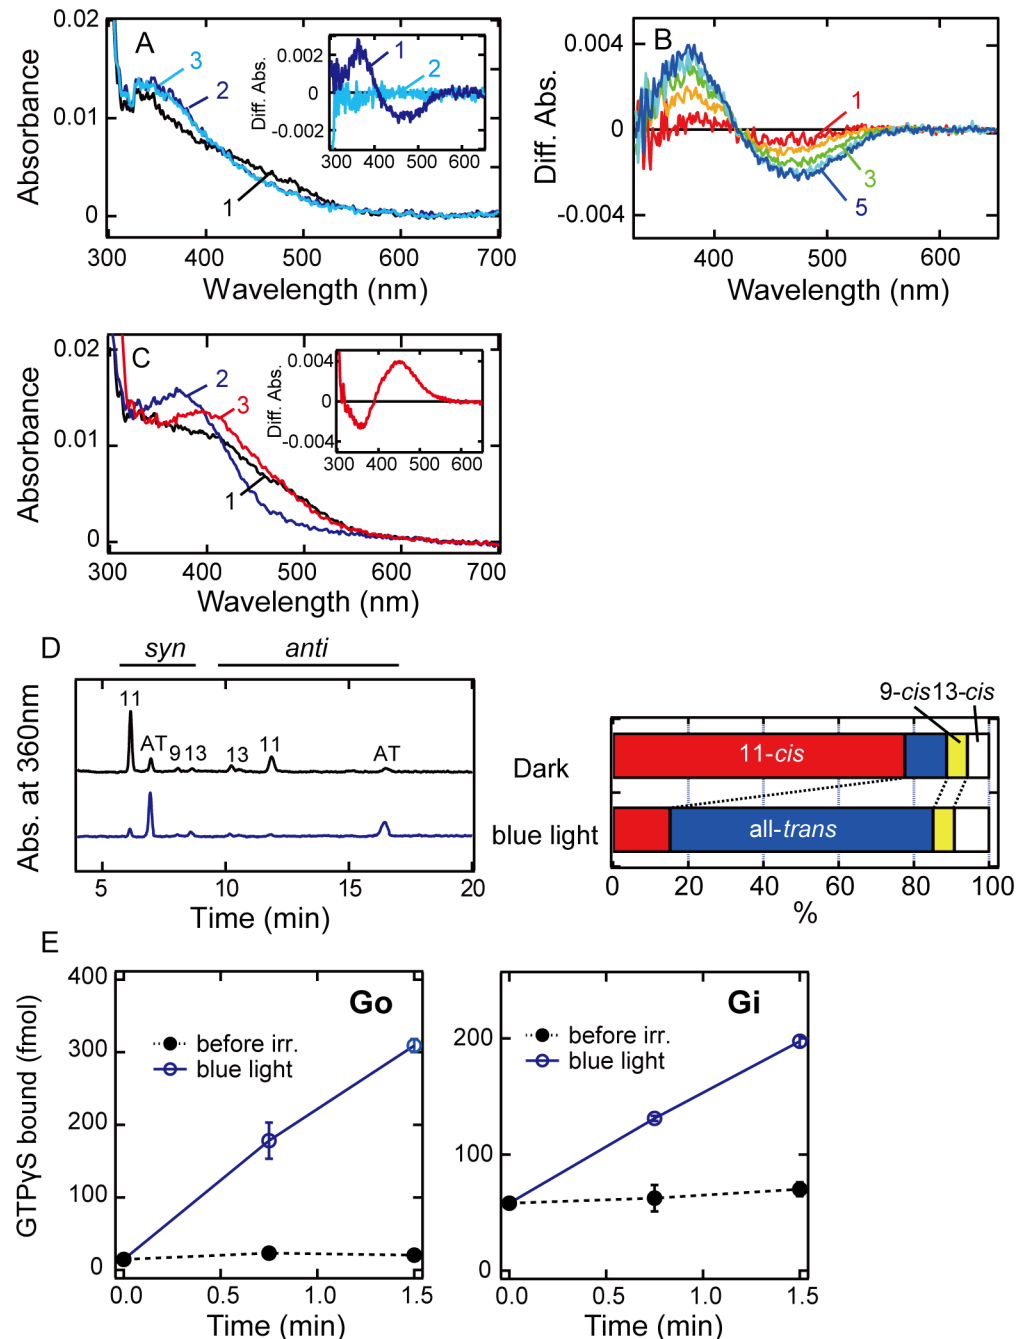 A
Absorbance
0.02
0.01
0
300 400 500 600 700
Wavelength (nm)
3
2
1
Diff. Abs.
0.002
0
-0.002
300 400 500 600
1
2
B
Diff. Abs.
0.004
0
-0.004
400 500 600
Wavelength (nm)
1
3
5
C
Absorbance
0.02
0.01
0
300 400 500 600 700
Wavelength (nm)
2
3
1
Diff. Abs.
0.004
0
-0.004
300 400 500 600
D
syn anti
Abs. at 360nm
11 AT 9 13 13 11 AT
5 10 15 20
Time (min)
9-cis 13-cis
Dark 11-cis
blue light all-trans
0 20 40 60 80 100
%
E
GTPγS bound (fmol)
400
300
200
100
0
Go
before irr.
blue light
0.0 0.5 1.0 1.5
Time (min)
200
100
0
Gi
before irr.
blue light
0.0 0.5 1.0 1.5
Time (min)